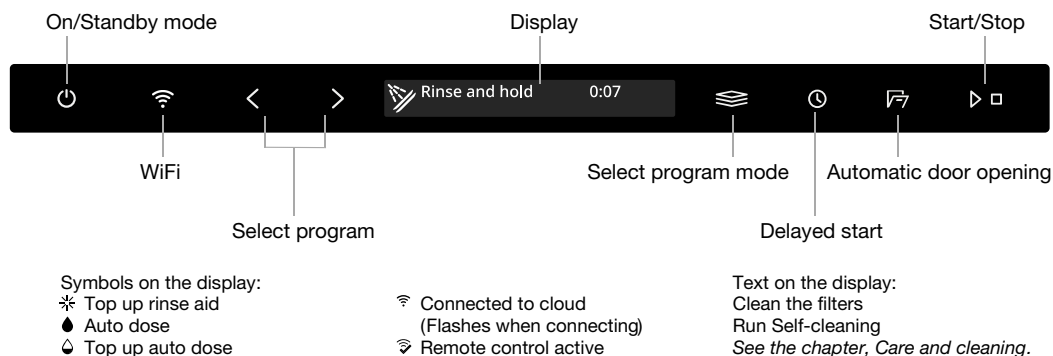 On/Standby mode Display Start/Stop
Rinse and hold 0:07
WiFi Select program mode Automatic door opening
Select program Delayed start
Symbols on the display:
Top up rinse aid
Auto dose
Top up auto dose
Connected to cloud
(Flashes when connecting)
Remote control active
Text on the display:
Clean the filters
Run Self-cleaning
See the chapter, Care and cleaning.